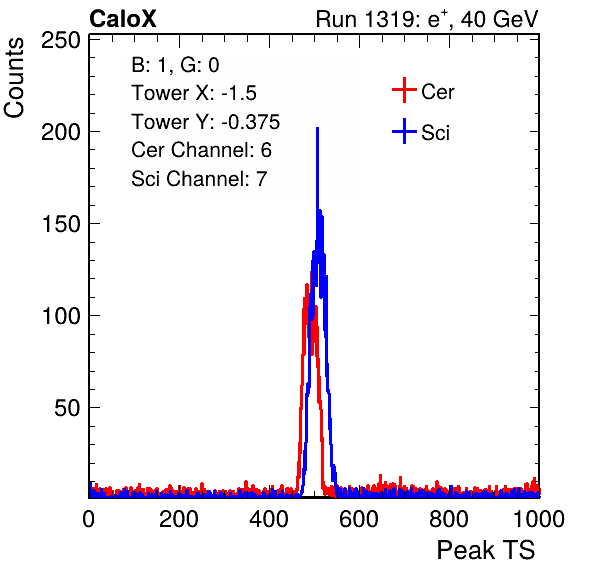 CaloX
Run 1319: e+, 40 GeV
Counts
B: 1, G: 0
Tower X: -1.5
Tower Y: -0.375
Cer Channel: 6
Sci Channel: 7
Cer
Sci
250
200
150
100
50
0 200 400 600 800 1000
Peak TS